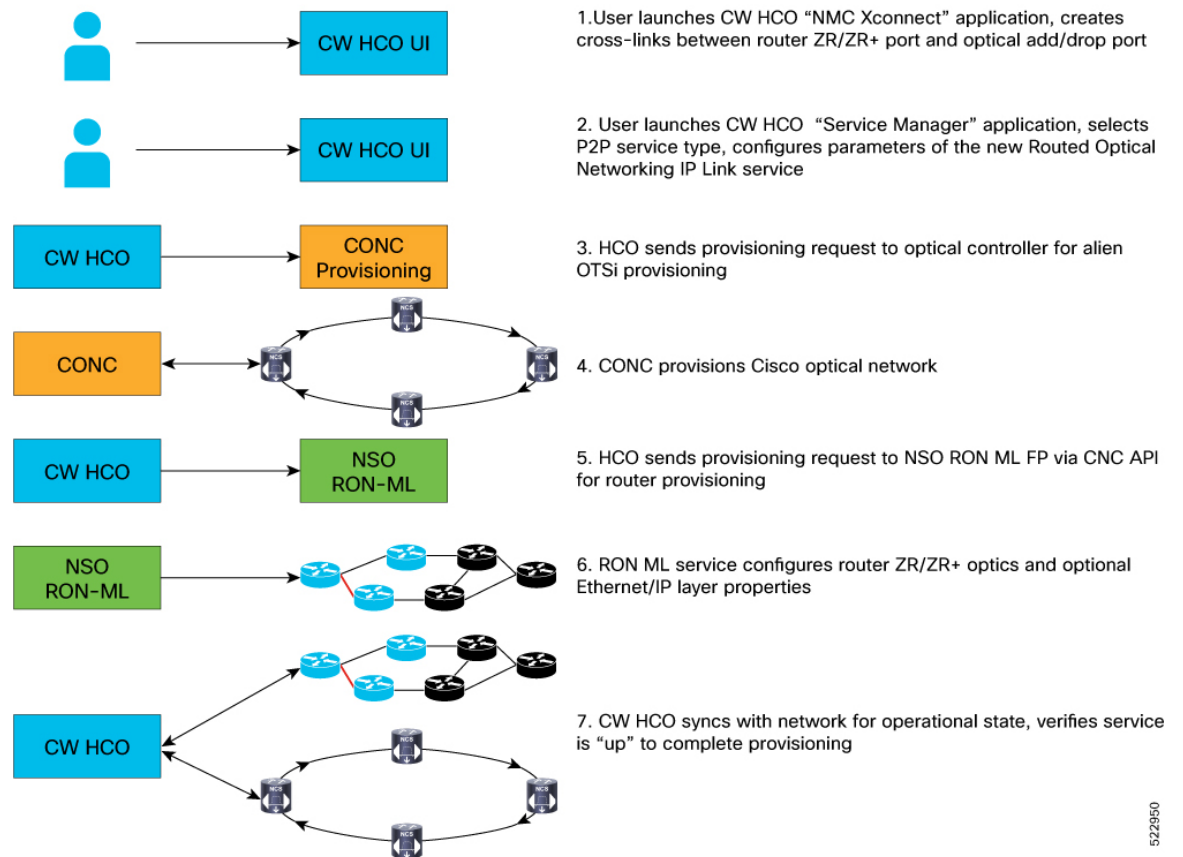 CW HCO UI
1.User launches CW HCO “NMC Xconnect” application, creates
cross-links between router ZR/ZR+ port and optical add/drop port
CW HCO UI
2. User launches CW HCO “Service Manager” application, selects
P2P service type, configures parameters of the new Routed Optical
Networking IP Link service
CW HCO
CONC
Provisioning
3. HCO sends provisioning request to optical controller for alien
OTSi provisioning
CONC
NCS
NCS
NCS
NCS
4. CONC provisions Cisco optical network
CW HCO
NSO
RON-ML
5. HCO sends provisioning request to NSO RON ML FP via CNC API
for router provisioning
NSO
RON-ML
6. RON ML service configures router ZR/ZR+ optics and optional
Ethernet/IP layer properties
CW HCO
NCS
NCS
NCS
NCS
7. CW HCO syncs with network for operational state, verifies service
is “up” to complete provisioning
522950